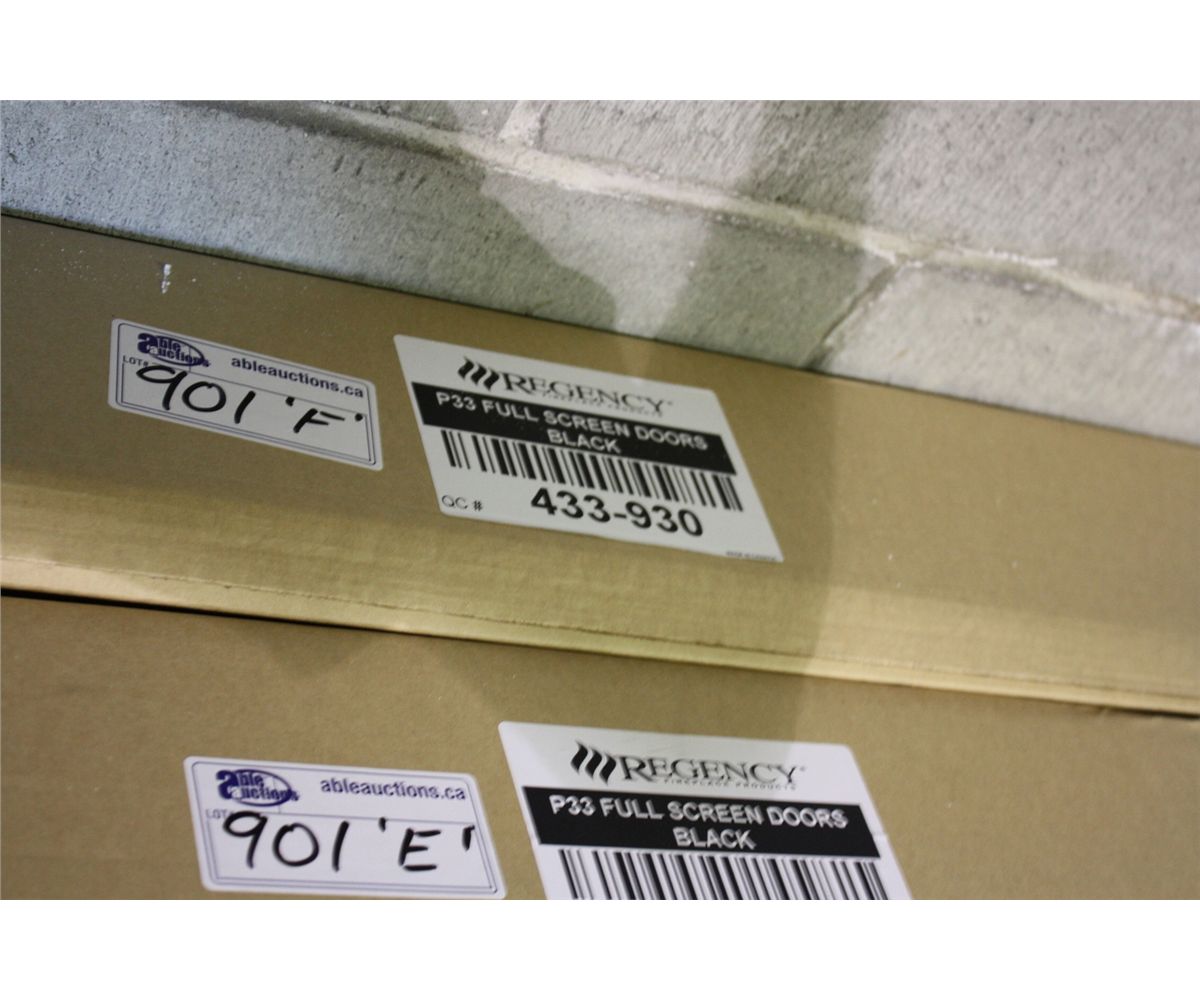 able
auctions
ableauctions.ca
LOT#
901 'F'
REGENCY
P33 FULL SCREEN DOORS
BLACK
QC #
433-930
able
auctions
ableauctions.ca
LOT#
901 'E'
REGENCY
FIREPLACE PRODUCTS
P33 FULL SCREEN DOORS
BLACK